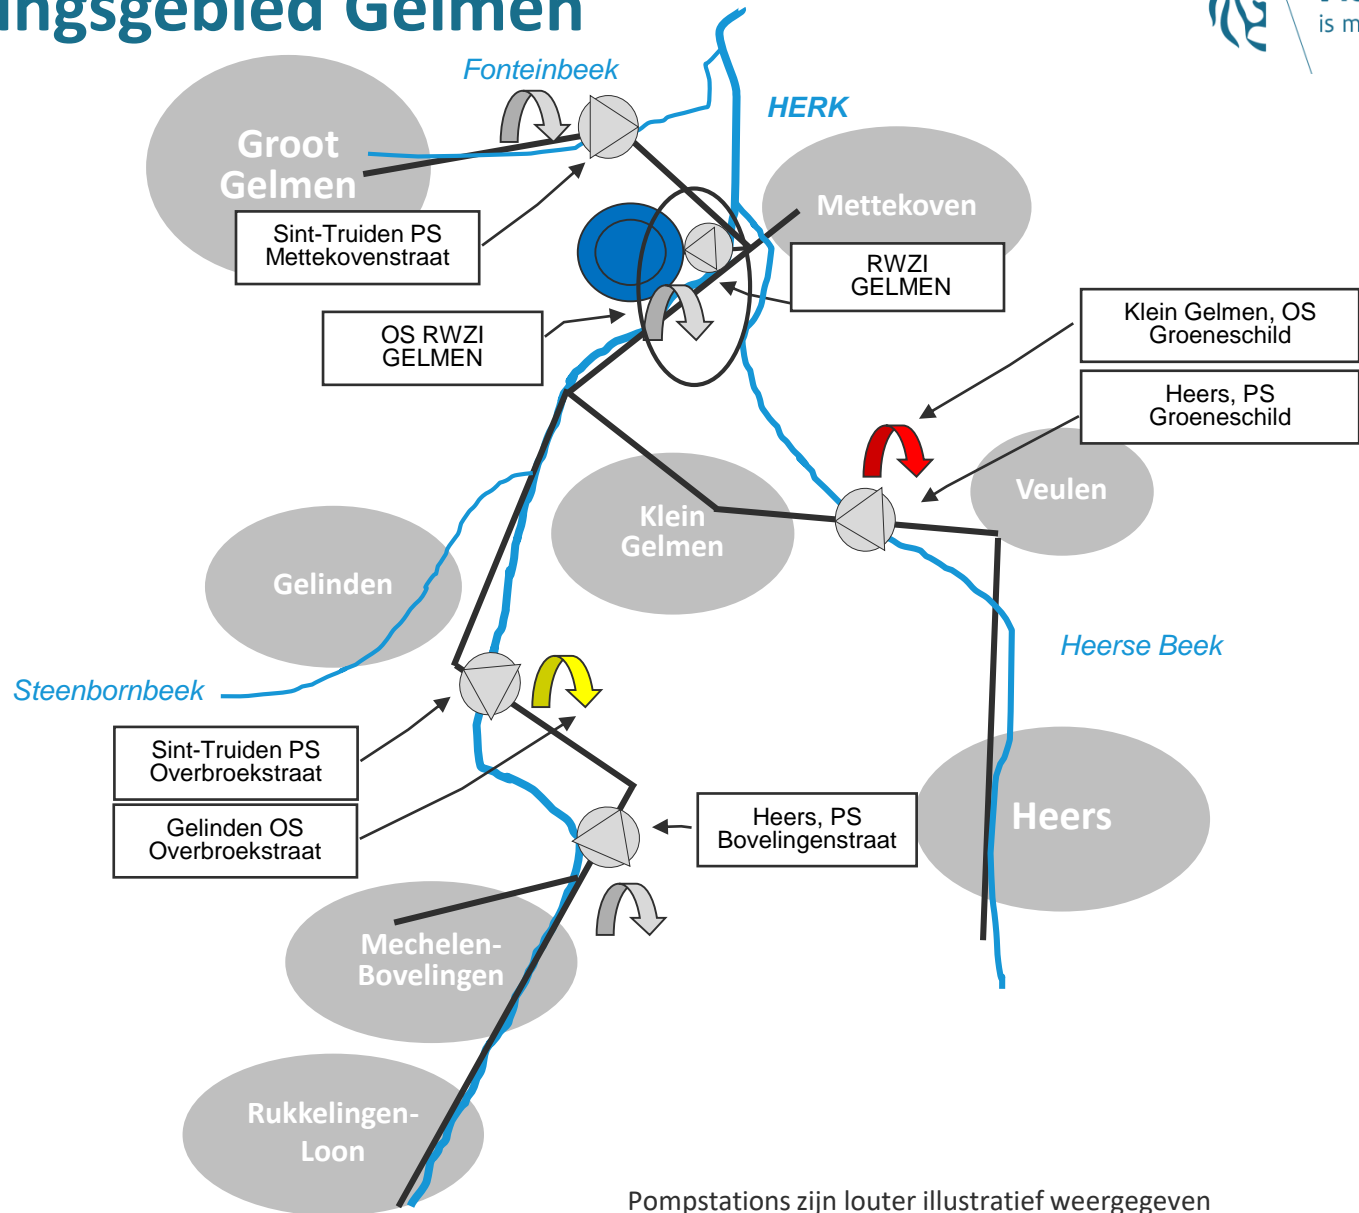 ingsgebied Gelmen
is m
Fonteinbeek
HERK
Groot
Gelmen
Mettekoven
Sint-Truiden PS
Mettekovenstraat
RWZI
GELMEN
OS RWZI
GELMEN
Klein Gelmen, OS
Groeneschild
Heers, PS
Groeneschild
Veulen
Klein
Gelmen
Gelinden
Heerse Beek
Steenbornbeek
Sint-Truiden PS
Overbroekstraat
Gelinden OS
Overbroekstraat
Heers, PS
Bovelingenstraat
Heers
Mechelen-
Bovelingen
Rukkelingen-
Loon
Pompstations zijn louter illustratief weergegeven